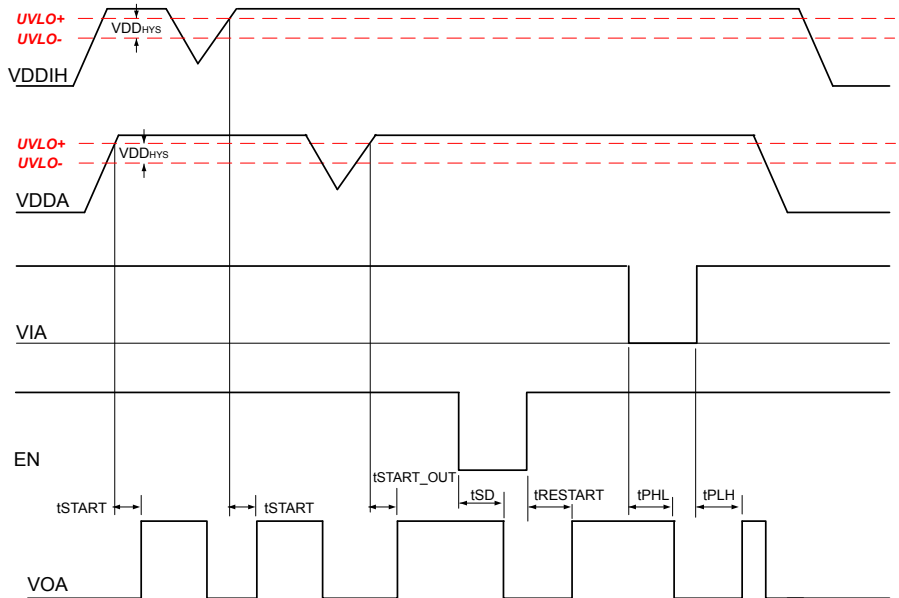 UVLO+
VDDHYS
UVLO-
VDDIH
UVLO+
VDDHYS
UVLO-
VDDA
VIA
EN
tSTART
tSTART
tSTART_OUT
tSD
tRESTART
tPHL
tPLH
VOA